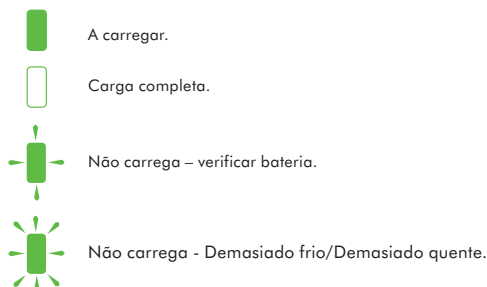 A carregar.
Carga completa.
Não carrega – verificar bateria.
Não carrega - Demasiado frio/Demasiado quente.